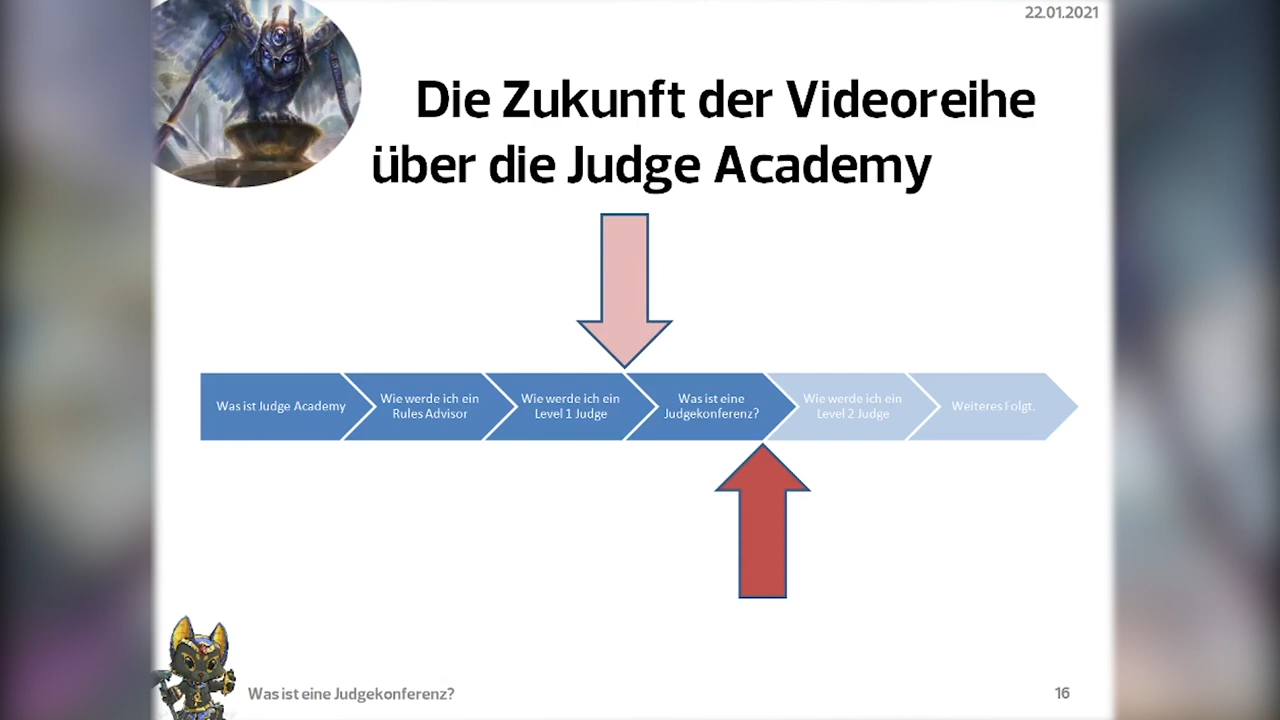 22.01.2021
Die Zukunft der Videoreihe
über die Judge Academy
Was ist Judge Academy
Wie werde ich ein
Rules Advisor
Wie werde ich ein
Level 1 Judge
Was ist eine
Judgekonferenz?
Wie werde ich ein
Level 2 Judge
Weiteres Folgt.
Was ist eine Judgekonferenz?
16